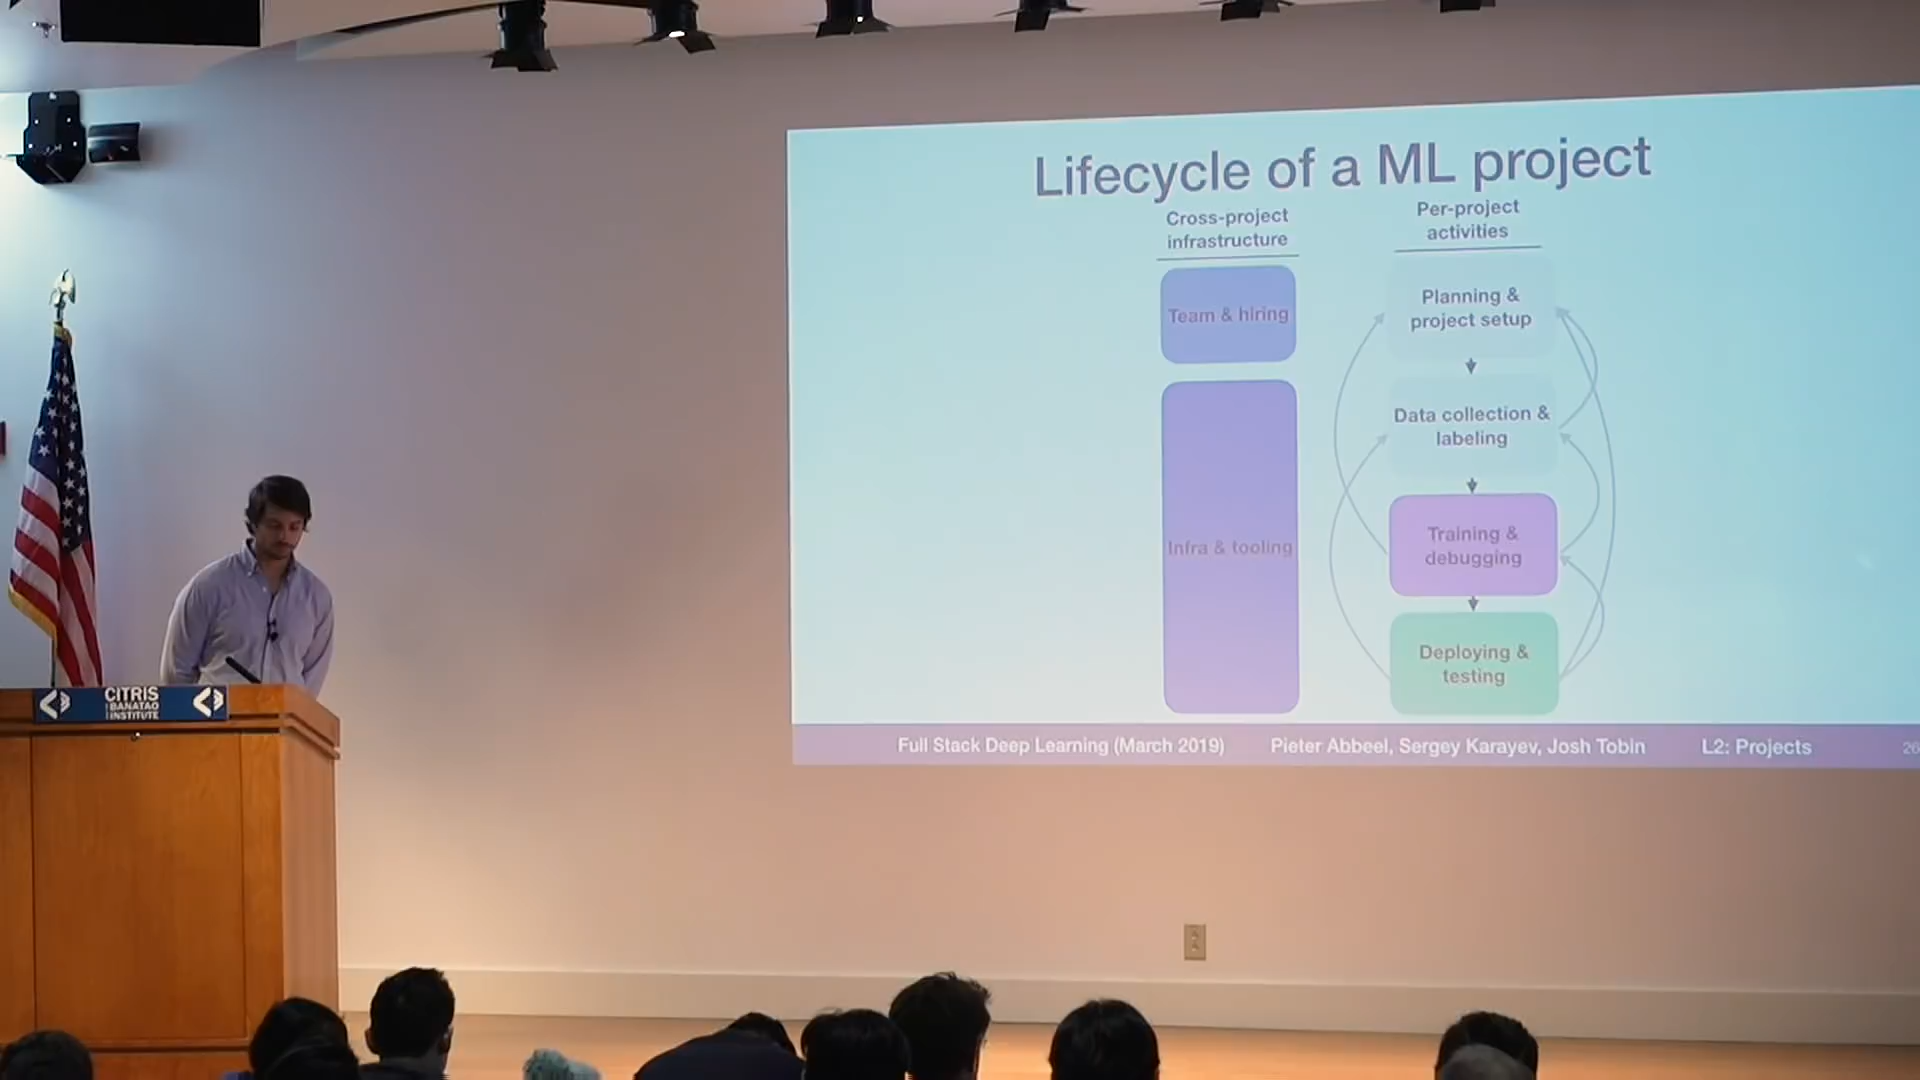 Lifecycle of a ML project
Cross-project
infrastructure
Per-project
activities
Team & hiring
Infra & tooling
Planning &
project setup
Data collection &
labeling
Training &
debugging
Deploying &
testing
Full Stack Deep Learning (March 2019) Pieter Abbeel, Sergey Karayev, Josh Tobin L2: Projects 26
CITRIS
BANATAO
INSTITUTE